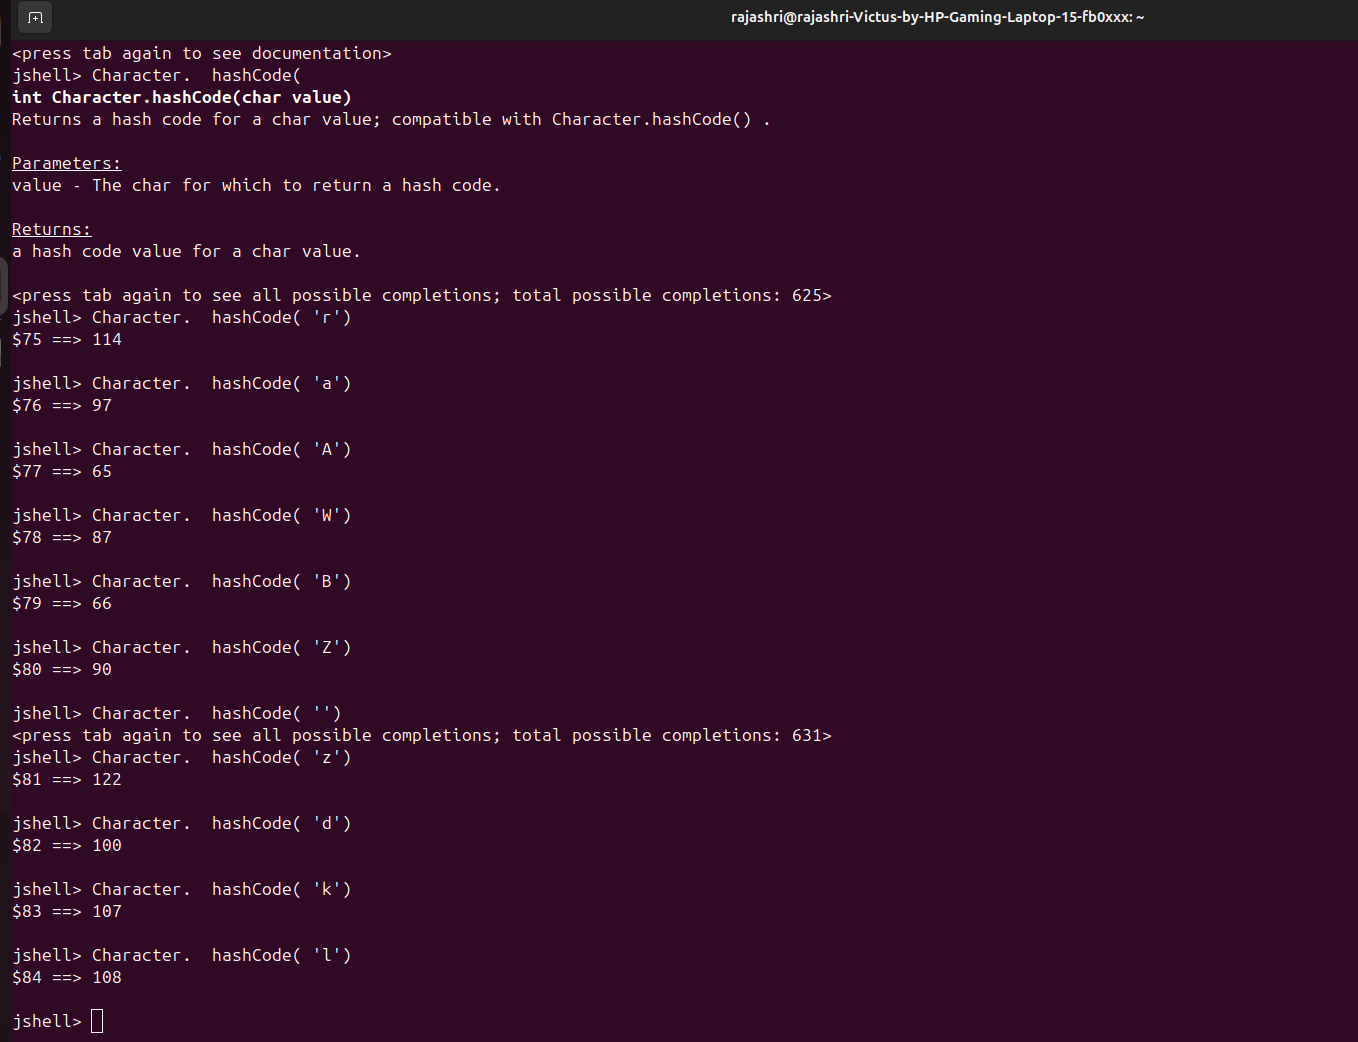 rajashri@rajashri-Victus-by-HP-Gaming-Laptop-15-fb0xxx: ~
<press tab again to see documentation>
jshell> Character.  hashCode(
int Character.hashCode(char value)
Returns a hash code for a char value; compatible with Character.hashCode() .
Parameters:
value - The char for which to return a hash code.
Returns:
a hash code value for a char value.
<press tab again to see all possible completions; total possible completions: 625>
jshell> Character.  hashCode( 'r')
$75 ==> 114
jshell> Character.  hashCode( 'a')
$76 ==> 97
jshell> Character.  hashCode( 'A')
$77 ==> 65
jshell> Character.  hashCode( 'W')
$78 ==> 87
jshell> Character.  hashCode( 'B')
$79 ==> 66
jshell> Character.  hashCode( 'Z')
$80 ==> 90
jshell> Character.  hashCode( '')
<press tab again to see all possible completions; total possible completions: 631>
jshell> Character.  hashCode( 'z')
$81 ==> 122
jshell> Character.  hashCode( 'd')
$82 ==> 100
jshell> Character.  hashCode( 'k')
$83 ==> 107
jshell> Character.  hashCode( 'l')
$84 ==> 108
jshell>